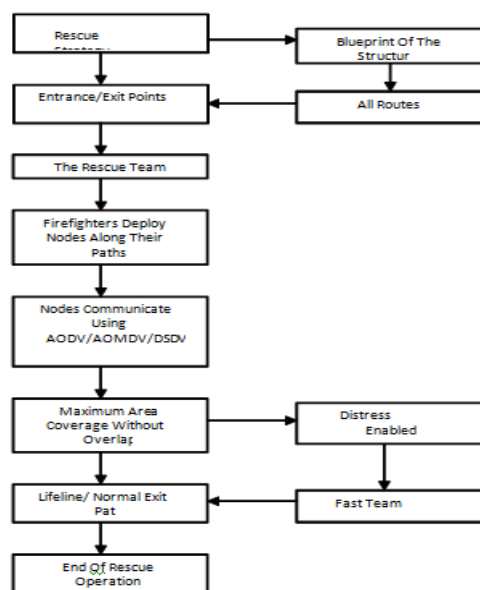 Rescue
Blueprint Of The
Structur
Entrance/Exit Points
All Routes
The Rescue Team
Firefighters Deploy
Nodes Along Their
Paths
Nodes Communicate
Using
AODV/AOMDV/DSDV
Maximum Area
Coverage Without
Overlap
Distress
Enabled
Lifeline/ Normal Exit
Pat
Fast Team
End Of Rescue
Operation